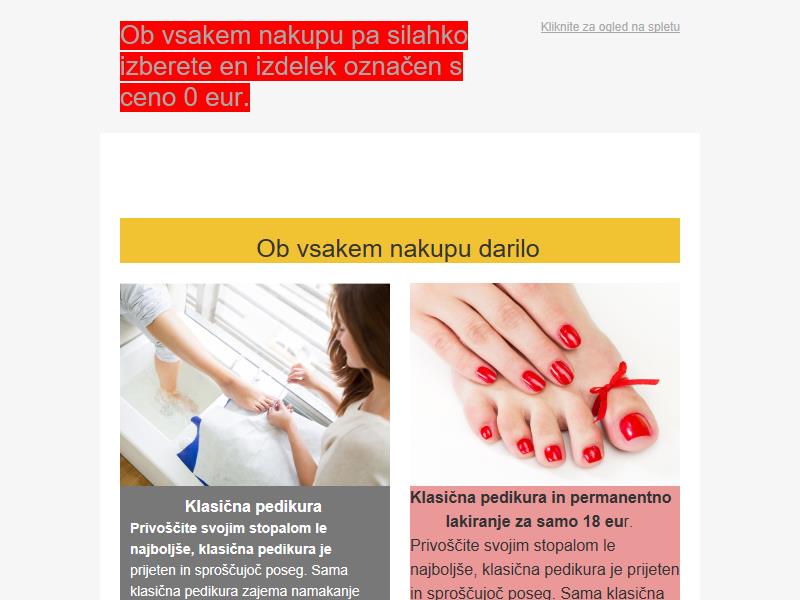 Ob vsakem nakupu pa silahko
izberete en izdelek označen s
ceno 0 eur.
Kliknite za ogled na spletu
Ob vsakem nakupu darilo
Klasična pedikura
Privoščite svojim stopalom le
najboljše, klasična pedikura je
prijeten in sproščujoč poseg. Sama
klasična pedikura zajema namakanje
Klasična pedikura in permanentno
lakiranje za samo 18 eur.
Privoščite svojim stopalom le
najboljše, klasična pedikura je prijeten
in sproščujoč poseg. Sama klasična